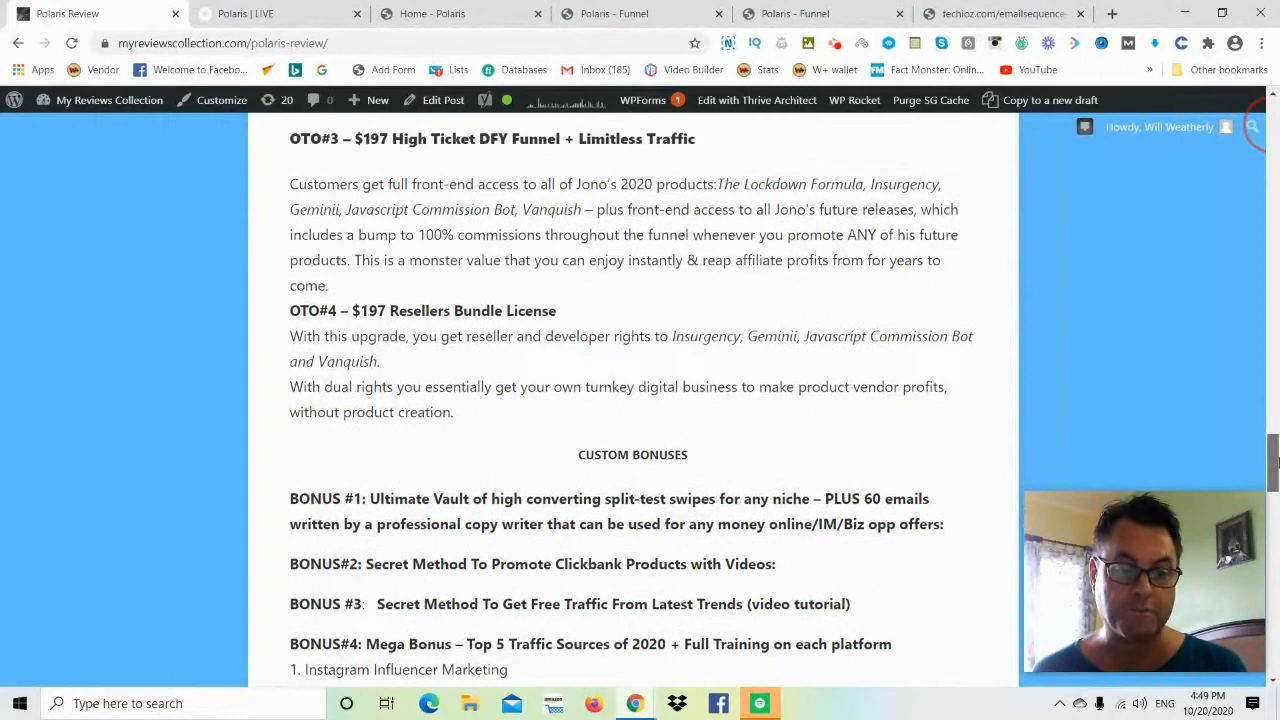 Polaris Review
Polaris | LIVE
Home - Polaris
Polaris - Funnel
Polaris - Funnel
techioz.com/emailsequence-
myreviewscollection.com/polaris-review/
Apps
Vendor
Welcome to Facebo...
Lists
Databases
Add Form
Inbox (185)
Video Builder
Stats
W+ wallet
Fact Monster: Onlin...
YouTube
»
Other bookmarks
My Reviews Collection
Customize
20
0
New
Edit Post
WPForms 1
Edit with Thrive Architect
WP Rocket
Purge SG Cache
Copy to a new draft
Howdy, Will Weatherly
OTO#3 – $197 High Ticket DFY Funnel + Limitless Traffic
Customers get full front-end access to all of Jono's 2020 products:The Lockdown Formula, Insurgency,
Geminii, Javascript Commission Bot, Vanquish – plus front-end access to all Jono's future releases, which
includes a bump to 100% commissions throughout the funnel whenever you promote ANY of his future
products. This is a monster value that you can enjoy instantly & reap affiliate profits from for years to
come.
OTO#4 – $197 Resellers Bundle License
With this upgrade, you get reseller and developer rights to Insurgency, Geminii, Javascript Commission Bot
and Vanquish.
With dual rights you essentially get your own turnkey digital business to make product vendor profits,
without product creation.
CUSTOM BONUSES
BONUS #1: Ultimate Vault of high converting split-test swipes for any niche – PLUS 60 emails
written by a professional copy writer that can be used for any money online/IM/Biz opp offers:
BONUS#2: Secret Method To Promote Clickbank Products with Videos:
BONUS #3: Secret Method To Get Free Traffic From Latest Trends (video tutorial)
BONUS#4: Mega Bonus – Top 5 Traffic Sources of 2020 + Full Training on each platform
1. Instagram Influencer Marketing
Type here to search
ENG
4:49 PM
10/20/2020